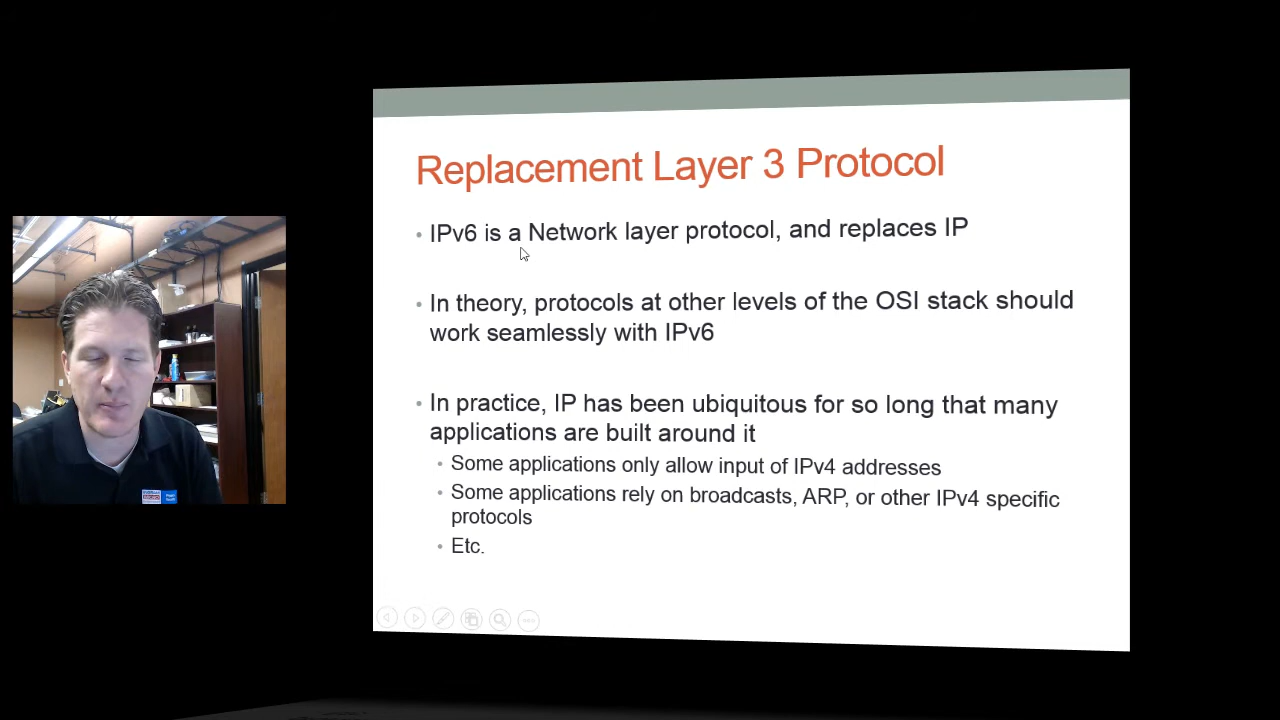 Replacement Layer 3 Protocol
• IPv6 is a Network layer protocol, and replaces IP
• In theory, protocols at other levels of the OSI stack should
work seamlessly with IPv6
• In practice, IP has been ubiquitous for so long that many
applications are built around it
• Some applications only allow input of IPv4 addresses
• Some applications rely on broadcasts, ARP, or other IPv4 specific
protocols
• Etc.